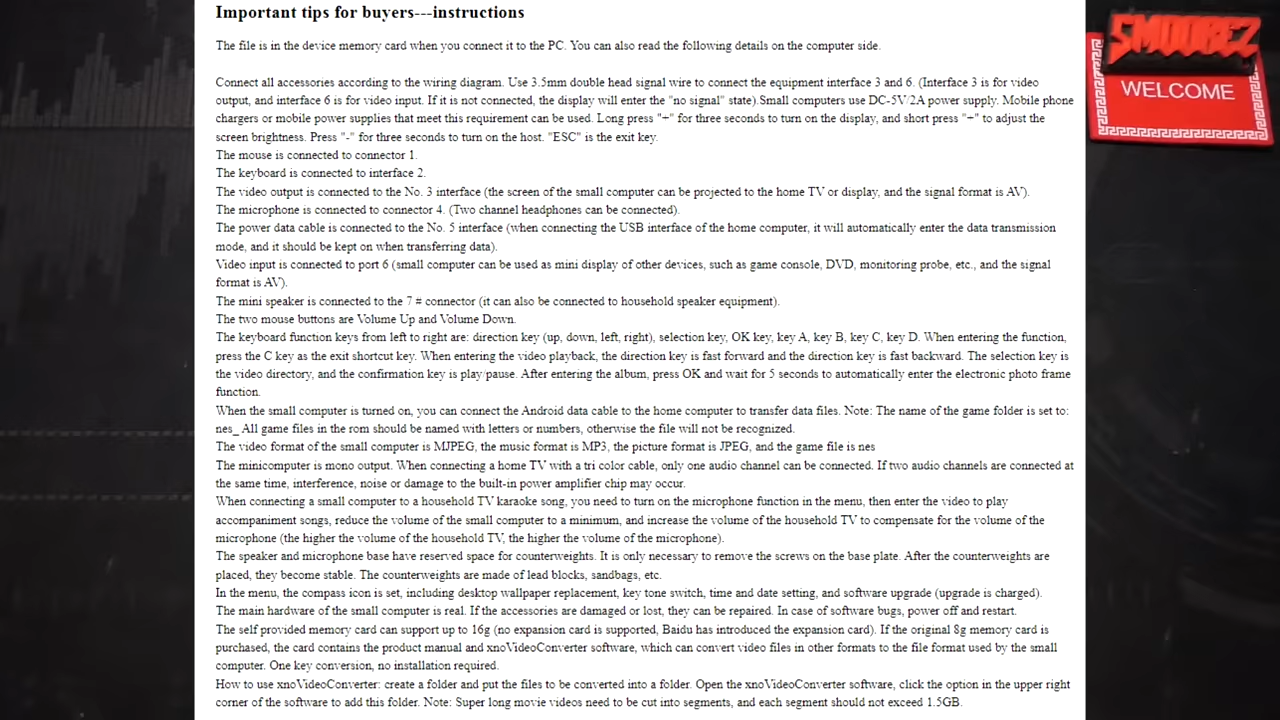 Important tips for buyers---instructions
The file is in the device memory card when you connect it to the PC. You can also read the following details on the computer side.
Connect all accessories according to the wiring diagram. Use 3.5mm double head signal wire to connect the equipment interface 3 and 6. (Interface 3 is for video
output, and interface 6 is for video input. If it is not connected, the display will enter the "no signal" state).Small computers use DC-5V/2A power supply. Mobile phone
chargers or mobile power supplies that meet this requirement can be used. Long press "+" for three seconds to turn on the display, and short press "+" to adjust the
screen brightness. Press "-" for three seconds to turn on the host. "ESC" is the exit key.
The mouse is connected to connector 1.
The keyboard is connected to interface 2.
The video output is connected to the No. 3 interface (the screen of the small computer can be projected to the home TV or display, and the signal format is AV).
The microphone is connected to connector 4. (Two channel headphones can be connected).
The power data cable is connected to the No. 5 interface (when connecting the USB interface of the home computer, it will automatically enter the data transmission
mode, and it should be kept on when transferring data).
Video input is connected to port 6 (small computer can be used as mini display of other devices, such as game console, DVD, monitoring probe, etc., and the signal
format is AV).
The mini speaker is connected to the 7 # connector (it can also be connected to household speaker equipment).
The two mouse buttons are Volume Up and Volume Down.
The keyboard function keys from left to right are: direction key (up, down, left, right), selection key, OK key, key A, key B, key C, key D. When entering the function,
press the C key as the exit shortcut key. When entering the video playback, the direction key is fast forward and the direction key is fast backward. The selection key is
the video directory, and the confirmation key is play/pause. After entering the album, press OK and wait for 5 seconds to automatically enter the electronic photo frame
function.
When the small computer is turned on, you can connect the Android data cable to the home computer to transfer data files. Note: The name of the game folder is set to:
nes_ All game files in the rom should be named with letters or numbers, otherwise the file will not be recognized.
The video format of the small computer is MJPEG, the music format is MP3, the picture format is JPEG, and the game file is nes
The minicomputer is mono output. When connecting a home TV with a tri color cable, only one audio channel can be connected. If two audio channels are connected at
the same time, interference, noise or damage to the built-in power amplifier chip may occur.
When connecting a small computer to a household TV karaoke song, you need to turn on the microphone function in the menu, then enter the video to play
accompaniment songs, reduce the volume of the small computer to a minimum, and increase the volume of the household TV to compensate for the volume of the
microphone (the higher the volume of the household TV, the higher the volume of the microphone).
The speaker and microphone base have reserved space for counterweights. It is only necessary to remove the screws on the base plate. After the counterweights are
placed, they become stable. The counterweights are made of lead blocks, sandbags, etc.
In the menu, the compass icon is set, including desktop wallpaper replacement, key tone switch, time and date setting, and software upgrade (upgrade is charged).
The main hardware of the small computer is real. If the accessories are damaged or lost, they can be repaired. In case of software bugs, power off and restart.
The self provided memory card can support up to 16g (no expansion card is supported, Baidu has introduced the expansion card). If the original 8g memory card is
purchased, the card contains the product manual and xnoVideoConverter software, which can convert video files in other formats to the file format used by the small
computer. One key conversion, no installation required.
How to use xnoVideoConverter: create a folder and put the files to be converted into a folder. Open the xnoVideoConverter software, click the option in the upper right
corner of the software to add this folder. Note: Super long movie videos need to be cut into segments, and each segment should not exceed 1.5GB.
SMOOREZ
WELCOME